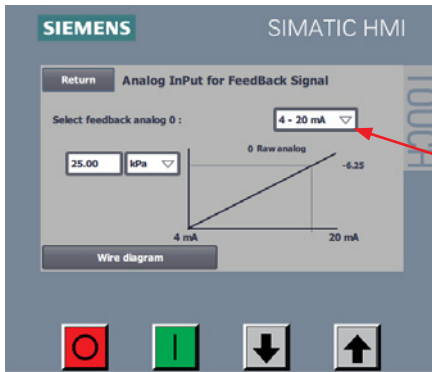 SIEMENS SIMATIC HMI
TOUCH
Return Analog InPut for FeedBack Signal
Select feedback analog 0 : 4 - 20 mA
0 Raw analog
25.00 kPa -6.25
4 mA 20 mA
Wire diagram